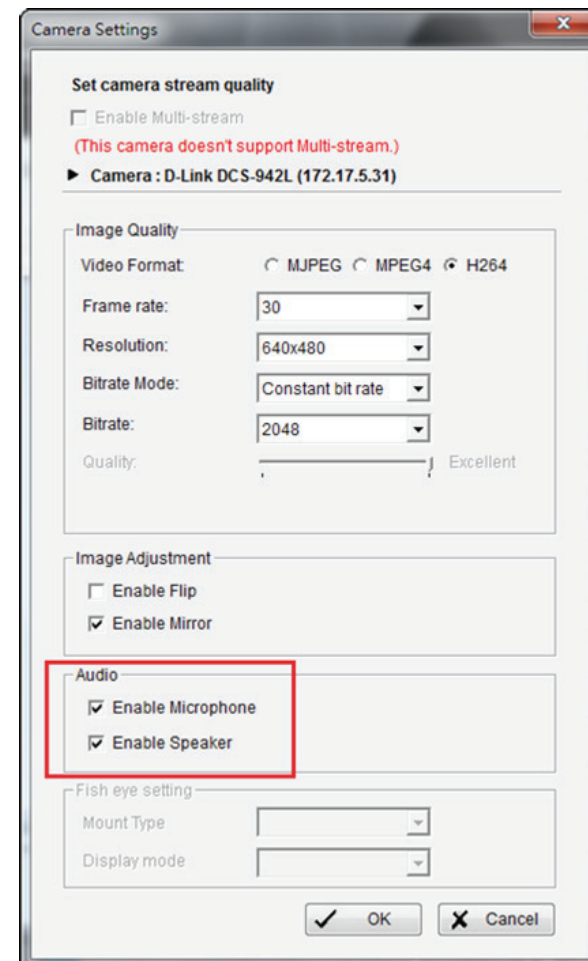 Camera Settings
Set camera stream quality
Enable Multi-stream
(This camera doesn't support Multi-stream.)
Camera : D-Link DCS-942L (172.17.5.31)
Image Quality
Video Format: MJPEG MPEG4 H264
Frame rate: 30
Resolution: 640x480
Bitrate Mode: Constant bit rate
Bitrate: 2048
Quality: Excellent
Image Adjustment
Enable Flip
Enable Mirror
Audio
Enable Microphone
Enable Speaker
Fish eye setting
Mount Type
Display mode
OK Cancel